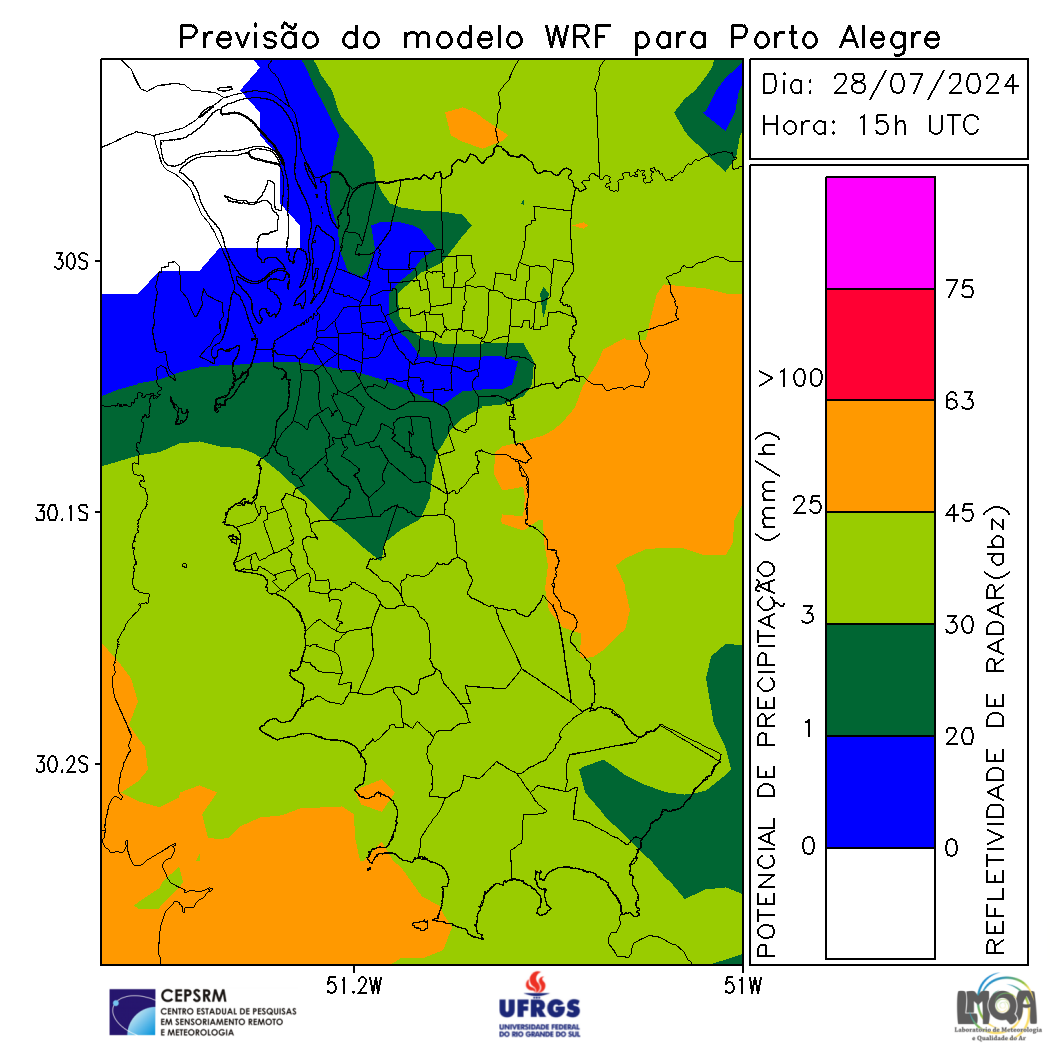 Previsão do modelo WRF para Porto Alegre
Dia: 28/07/2024
Hora: 15h UTC
30S
30.1S
30.2S
51.2W
51W
POTENCIAL DE PRECIPITAÇÃO (mm/h)
>100
25
3
1
0
75
63
45
30
20
0
REFLETIVIDADE DE RADAR(dbz)
CEPSRM
CENTRO ESTADUAL DE PESQUISAS
EM SENSORIAMENTO REMOTO
E METEOROLOGIA
UFRGS
UNIVERSIDADE FEDERAL
DO RIO GRANDE DO SUL
LMQA
Laboratório de Meteorologia
e Qualidade do Ar